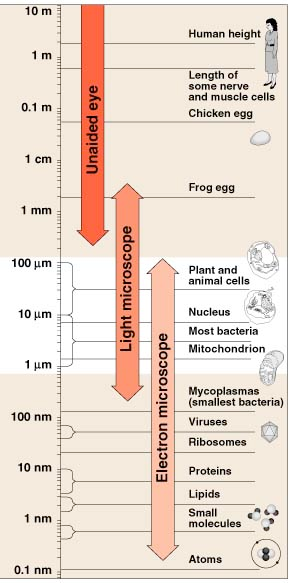 10 m
Human height
1 m
Length of
some nerve
and muscle cells
0.1 m
Chicken egg
Unaided eye
1 cm
Frog egg
1 mm
Light microscope
100 µm
Plant and
animal cells
Electron microscope
Nucleus
10 µm
Most bacteria
Mitochondrion
1 µm
Mycoplasmas
(smallest bacteria)
100 nm
Viruses
Ribosomes
10 nm
Proteins
Lipids
Small
molecules
1 nm
Atoms
0.1 nm